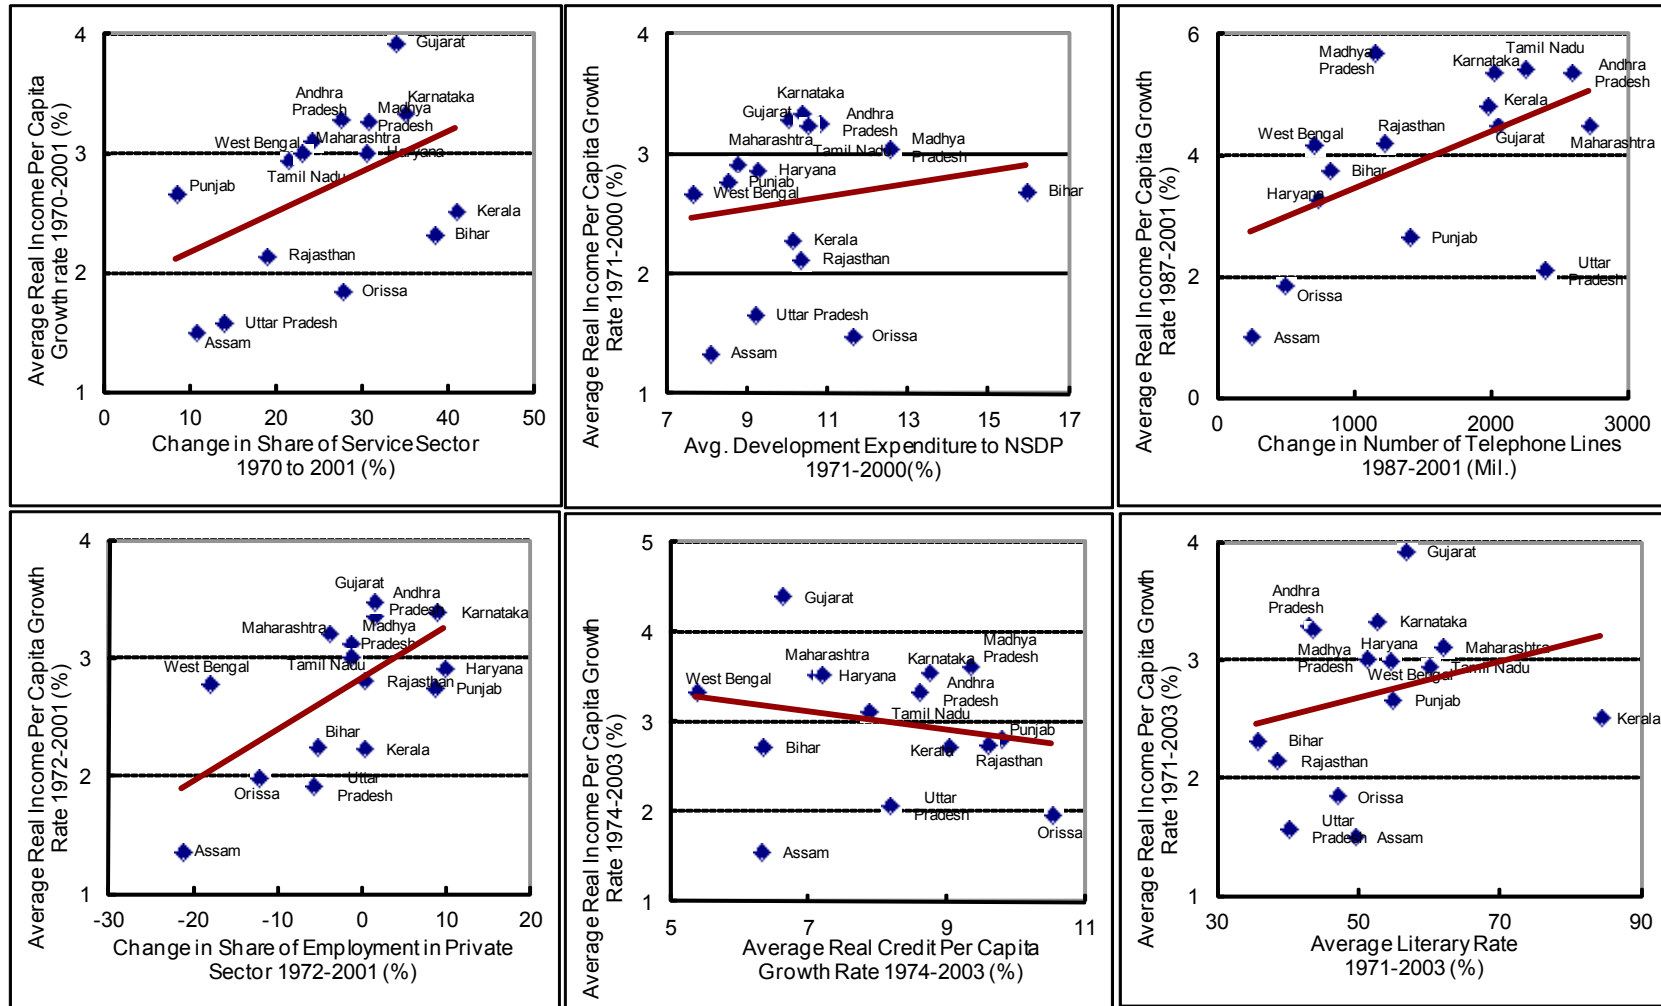 Average Real Income Per Capita
Growth rate 1970-2001 (%)
4
3
2
1
0
10
20
30
40
50
Gujarat
Andhra
Pradesh
Karnataka
Madhya
Pradesh
West Bengal
Maharashtra
Haryana
Tamil Nadu
Punjab
Kerala
Bihar
Rajasthan
Orissa
Uttar Pradesh
Assam
Change in Share of Service Sector
1970 to 2001 (%)
Average Real Income Per Capita Growth
Rate 1971-2000 (%)
4
3
2
1
7
9
11
13
15
17
Karnataka
Gujarat
Andhra
Pradesh
Maharashtra
Tamil Nadu
Madhya
Pradesh
Haryana
Punjab
West Bengal
Bihar
Kerala
Rajasthan
Uttar Pradesh
Orissa
Assam
Avg. Development Expenditure to NSDP
1971-2000(%)
Average Real Income Per Capita Growth
Rate 1987-2001 (%)
6
4
2
0
0
1000
2000
3000
Madhya
Pradesh
Tamil Nadu
Karnataka
Andhra
Pradesh
Kerala
Gujarat
Maharashtra
West Bengal
Rajasthan
Bihar
Haryana
Punjab
Uttar
Pradesh
Orissa
Assam
Change in Number of Telephone Lines
1987-2001 (Mil.)
Average Real Income Per Capita Growth
Rate 1972-2001 (%)
4
3
2
1
-30
-20
-10
0
10
20
Gujarat
Andhra
Pradesh
Karnataka
Maharashtra
Madhya
Pradesh
West Bengal
Tamil Nadu
Haryana
Rajasthan
Punjab
Bihar
Kerala
Orissa
Uttar
Pradesh
Assam
Change in Share of Employment in Private
Sector 1972-2001 (%)
Average Real Income Per Capita Growth
Rate 1974-2003 (%)
5
4
3
2
1
5
7
9
11
Gujarat
Maharashtra
Haryana
Madhya
Pradesh
Karnataka
West Bengal
Andhra
Pradesh
Tamil Nadu
Punjab
Bihar
Kerala
Rajasthan
Uttar
Pradesh
Orissa
Assam
Average Real Credit Per Capita
Growth Rate 1974-2003 (%)
Average Real Income Per Capita Growth
Rate 1971-2003 (%)
4
3
2
1
30
50
70
90
Gujarat
Andhra
Pradesh
Karnataka
Madhya
Pradesh
Haryana
Maharashtra
West Bengal
Tamil Nadu
Punjab
Kerala
Bihar
Rajasthan
Orissa
Uttar
Pradesh
Assam
Average Literary Rate
1971-2003 (%)